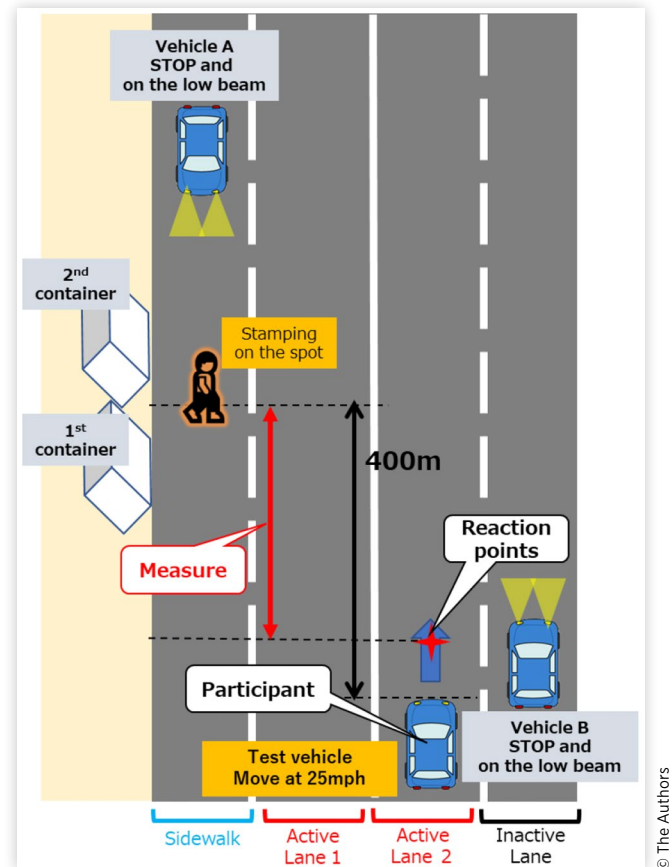 Vehicle A
STOP and
on the low beam
2nd
container
Stamping
on the spot
1st
container
400m
Reaction
points
Measure
Participant
Test vehicle
Move at 25mph
Vehicle B
STOP and
on the low beam
Sidewalk
Active
Lane 1
Active
Lane 2
Inactive
Lane
© The Authors